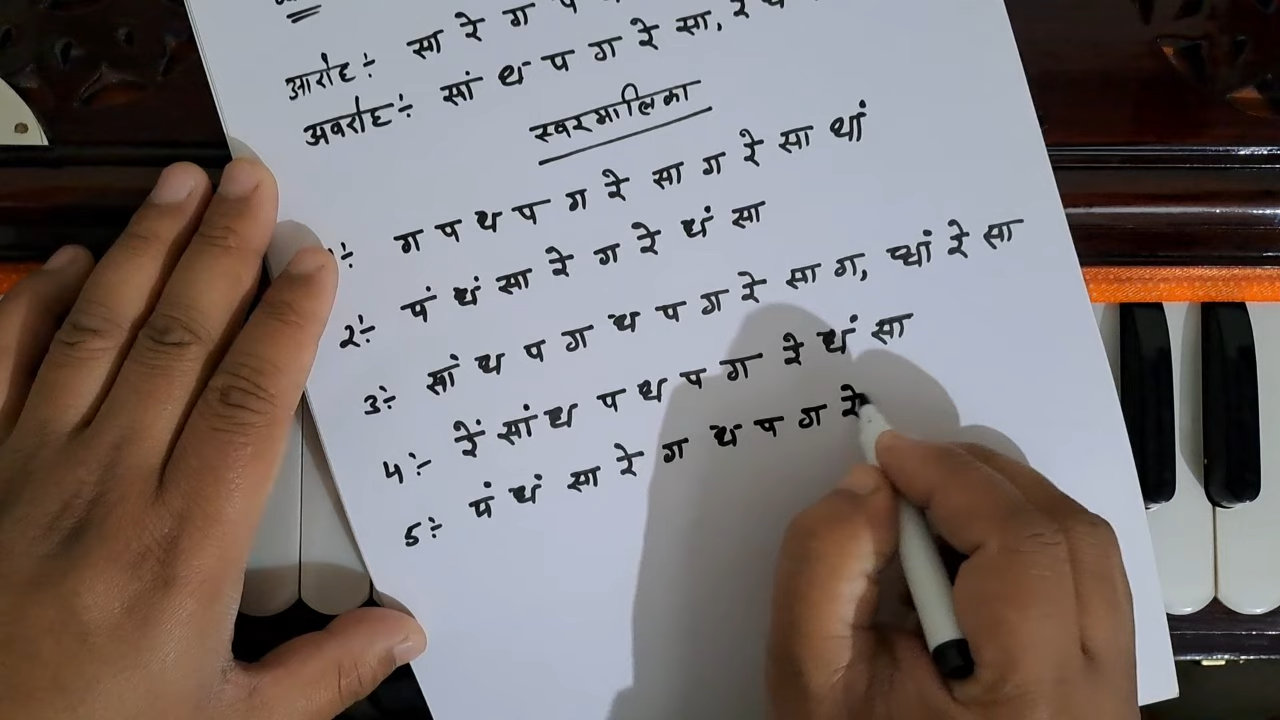 आरोह :- सा रे ग प
अवरोह :- सां ध प ग रे सा, रे ध
स्वरमालिका
1 :- ग प ध प ग रे सा ग रे सा धां
2 :- पं धं सा रे ग रे धं सा
3 :- सां ध प ग ध प ग रे सा ग, धां रे सा
4 :- रें सां ध प ध प ग रे धं सा
5 :- पं धं सा रे ग ध प ग रे